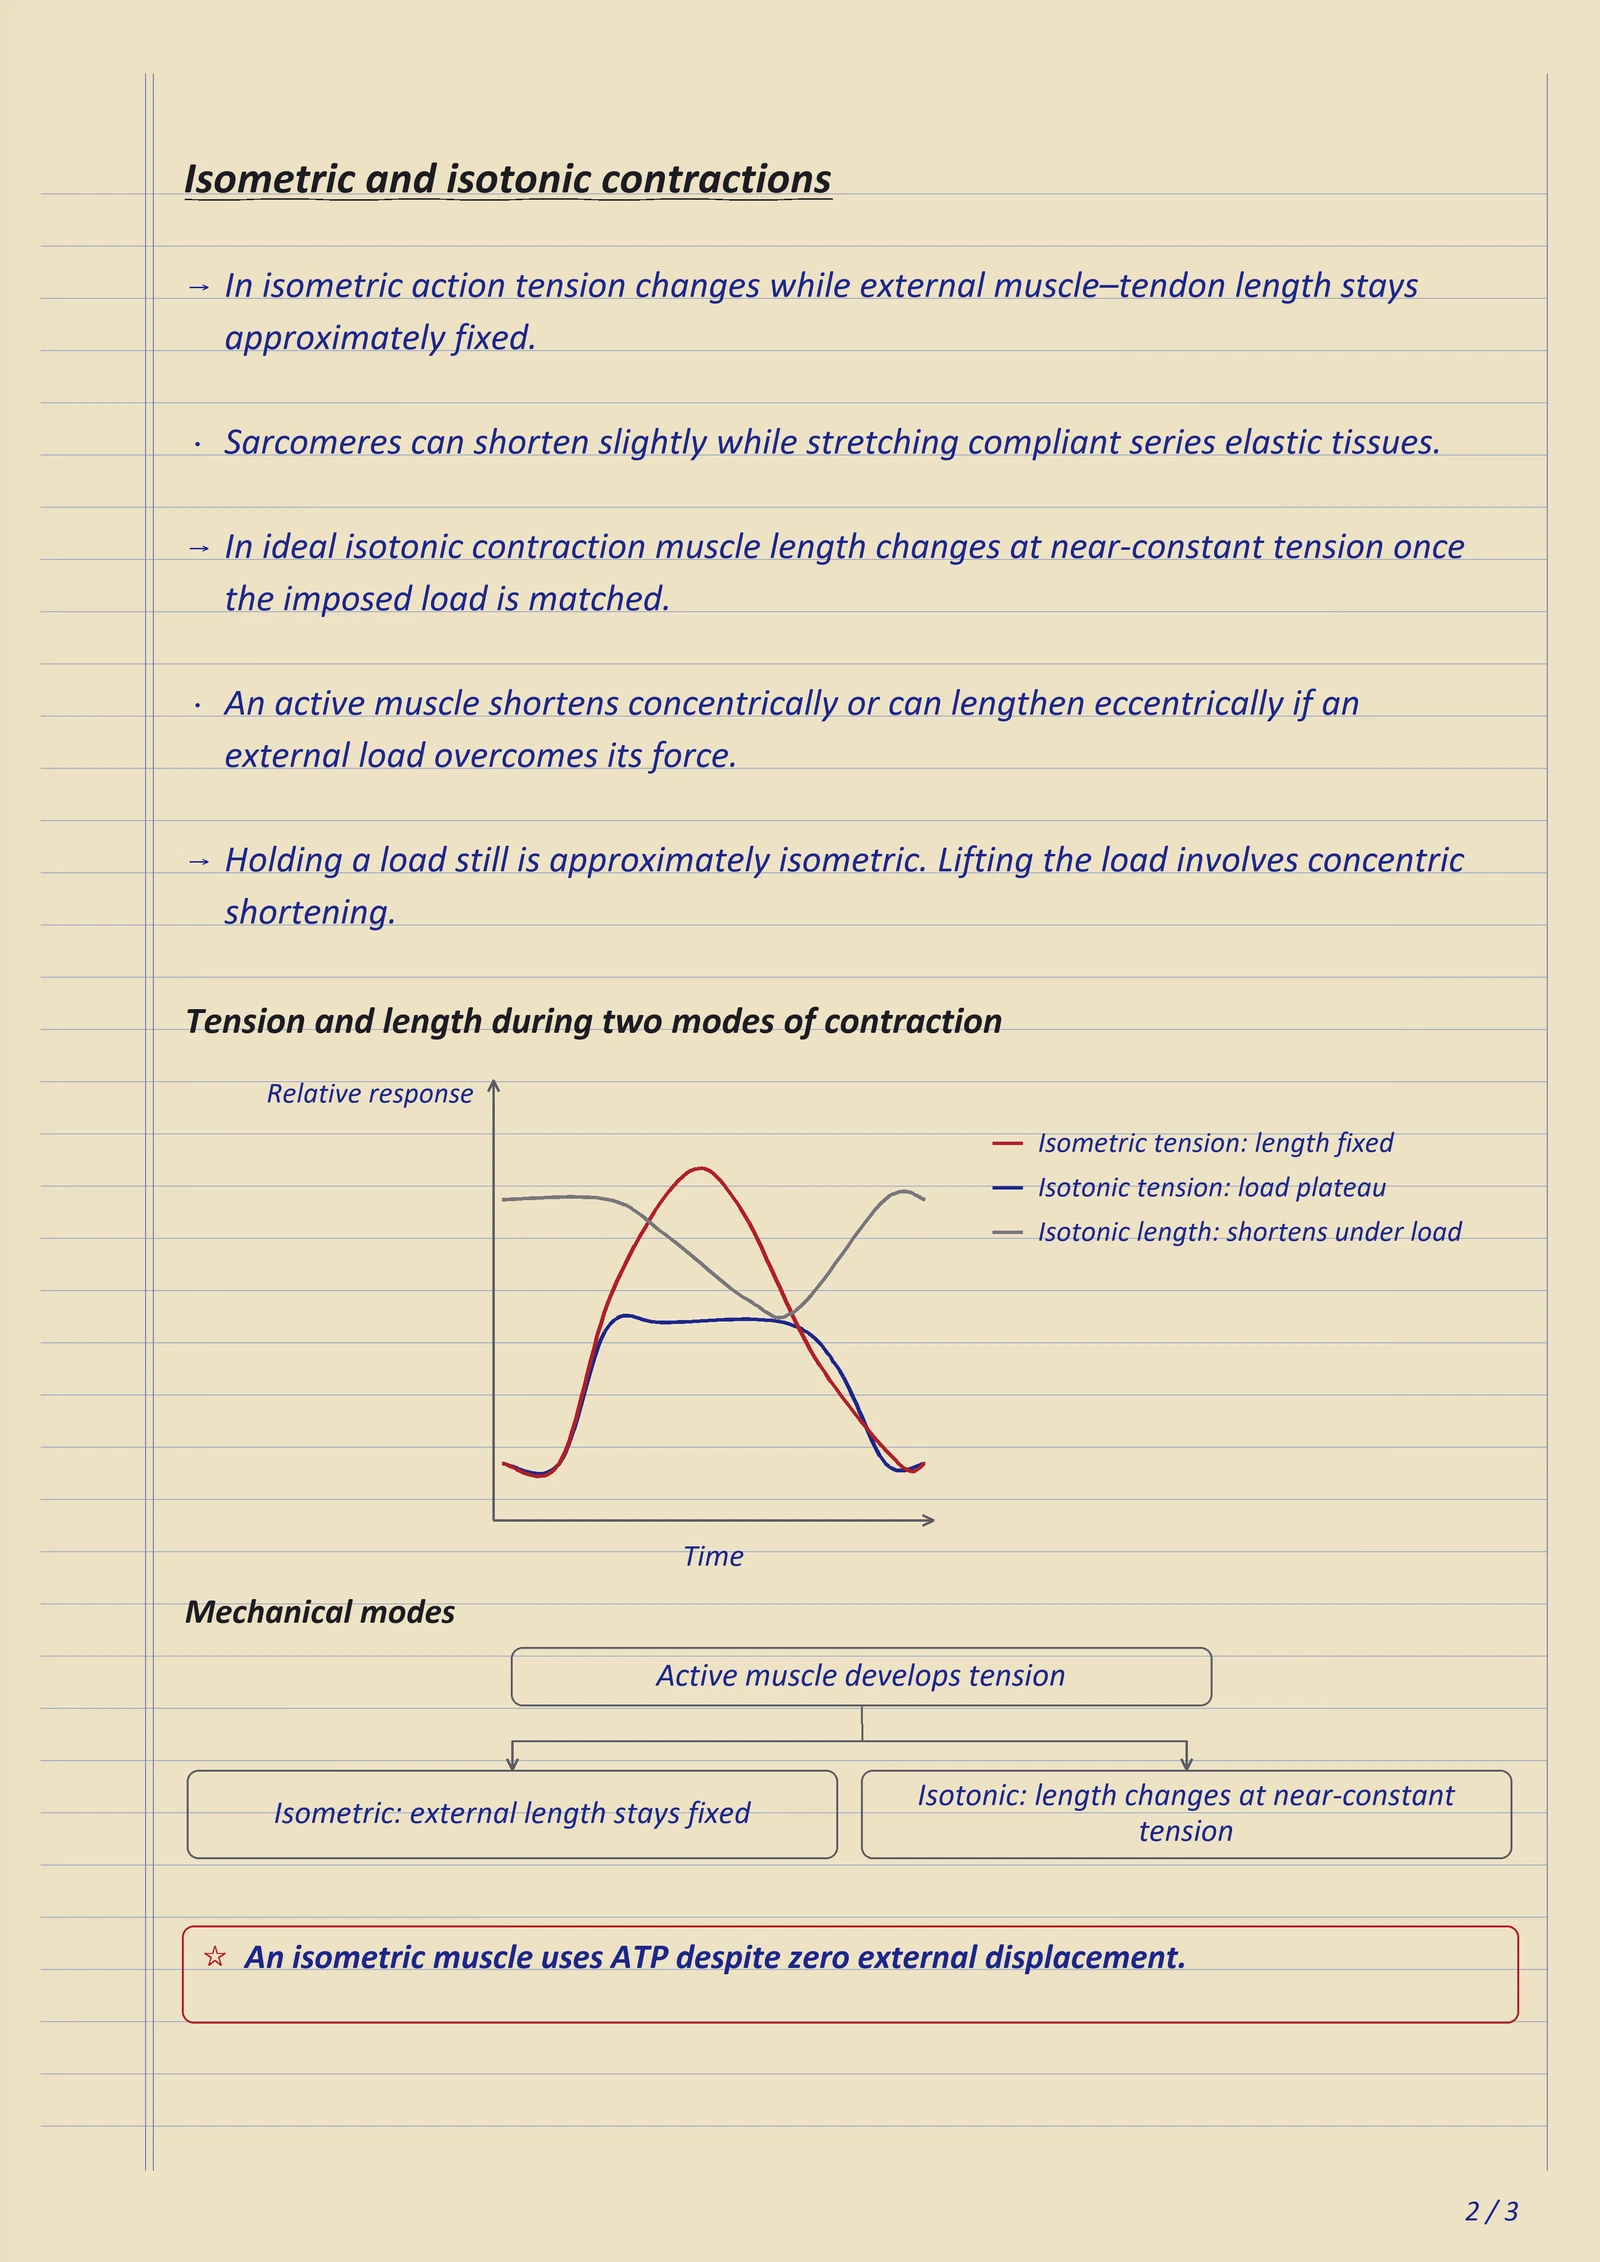 Isometric and isotonic contractions
→ In isometric action tension changes while external muscle–tendon length stays
approximately fixed.
· Sarcomeres can shorten slightly while stretching compliant series elastic tissues.
→ In ideal isotonic contraction muscle length changes at near-constant tension once
the imposed load is matched.
· An active muscle shortens concentrically or can lengthen eccentrically if an
external load overcomes its force.
→ Holding a load still is approximately isometric. Lifting the load involves concentric
shortening.
Tension and length during two modes of contraction
Relative response
Isometric tension: length fixed
Isotonic tension: load plateau
Isotonic length: shortens under load
Time
Mechanical modes
Active muscle develops tension
Isometric: external length stays fixed
Isotonic: length changes at near-constant
tension
☆ An isometric muscle uses ATP despite zero external displacement.
2 / 3